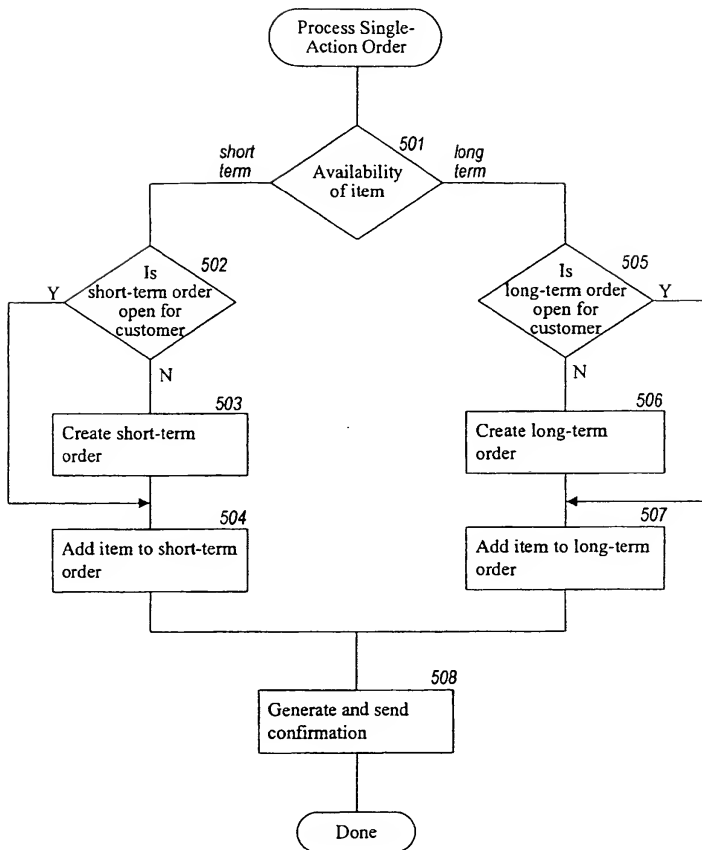 Process Single-
Action Order
501
short
term
long
term
Availability
of item
502
Y
Is
short-term order
open for
customer
N
505
Is
long-term order
open for
customer
Y
N
503
Create short-term
order
506
Create long-term
order
504
Add item to short-term
order
507
Add item to long-term
order
508
Generate and send
confirmation
Done